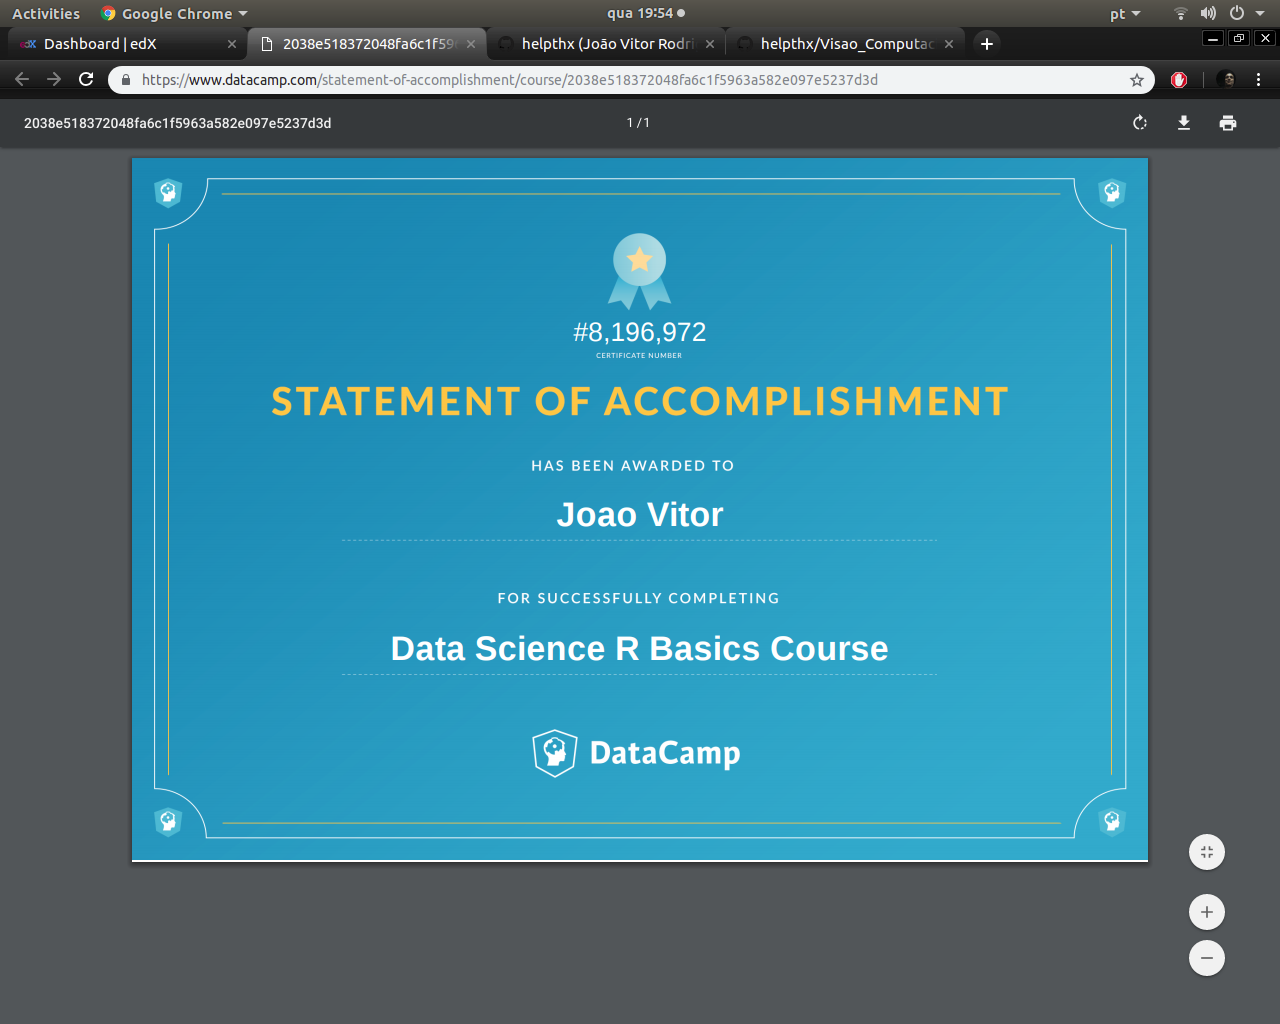 Activities Google Chrome qua 19:54 pt
Dashboard | edX 2038e518372048fa6c1f59 helpthx (João Vitor Rodri helpthx/Visao_Computac
https://www.datacamp.com/statement-of-accomplishment/course/2038e518372048fa6c1f5963a582e097e5237d3d
2038e518372048fa6c1f5963a582e097e5237d3d 1 / 1
#8,196,972
CERTIFICATE NUMBER
STATEMENT OF ACCOMPLISHMENT
HAS BEEN AWARDED TO
Joao Vitor
FOR SUCCESSFULLY COMPLETING
Data Science R Basics Course
DataCamp